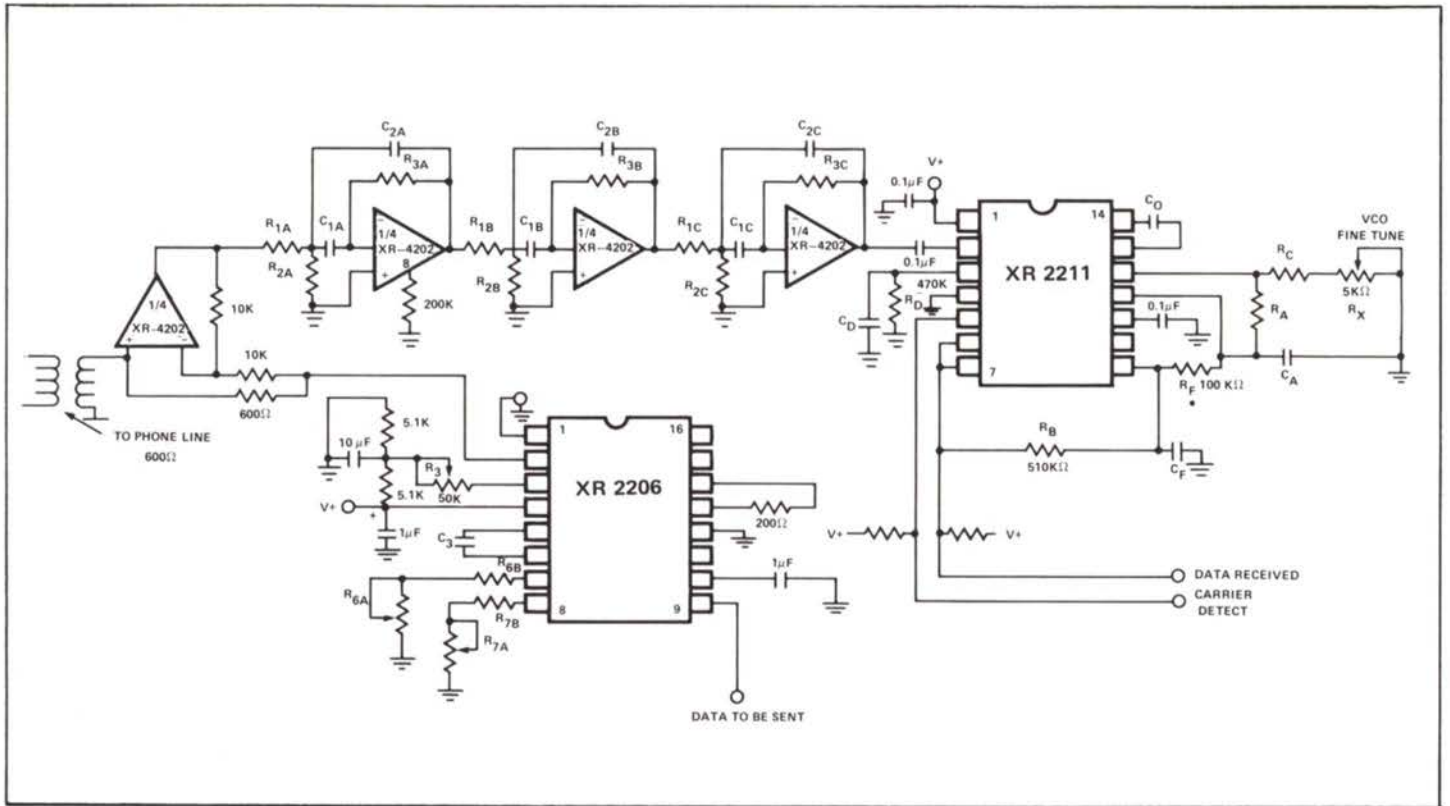 C2A
R3A
R1A
C1A
R2A
1/4
XR-4202
8
200K
C2B
R3B
R1B
C1B
R2B
1/4
XR-4202
C2C
R3C
R1C
C1C
R2C
1/4
XR-4202
1/4
XR-4202
10K
10K
600Ω
TO PHONE LINE
600Ω
V+
0.1µF
0.1µF
470K
RD
CD
1
14
XR 2211
7
CO
RC
VCO
FINE TUNE
5KΩ
RX
RA
0.1µF
CA
RF 100 KΩ
RB
510KΩ
CF
V+
V+
DATA RECEIVED
CARRIER
DETECT
5.1K
10 µF
5.1K
R3
50K
V+
+
1µF
C3
R6B
R6A
R7B
R7A
1
16
XR 2206
8
9
200Ω
1µF
DATA TO BE SENT